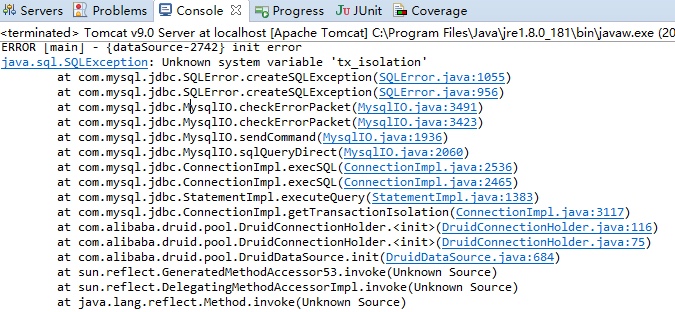 Servers Problems Console Progress JUnit Coverage
<terminated> Tomcat v9.0 Server at localhost [Apache Tomcat] C:\Program Files\Java\jre1.8.0_181\bin\javaw.exe (20
ERROR [main] - {dataSource-2742} init error
java.sql.SQLException: Unknown system variable 'tx_isolation'
at com.mysql.jdbc.SQLError.createSQLException(SQLError.java:1055)
at com.mysql.jdbc.SQLError.createSQLException(SQLError.java:956)
at com.mysql.jdbc.MysqlIO.checkErrorPacket(MysqlIO.java:3491)
at com.mysql.jdbc.MysqlIO.checkErrorPacket(MysqlIO.java:3423)
at com.mysql.jdbc.MysqlIO.sendCommand(MysqlIO.java:1936)
at com.mysql.jdbc.MysqlIO.sqlQueryDirect(MysqlIO.java:2060)
at com.mysql.jdbc.ConnectionImpl.execSQL(ConnectionImpl.java:2536)
at com.mysql.jdbc.ConnectionImpl.execSQL(ConnectionImpl.java:2465)
at com.mysql.jdbc.StatementImpl.executeQuery(StatementImpl.java:1383)
at com.mysql.jdbc.ConnectionImpl.getTransactionIsolation(ConnectionImpl.java:3117)
at com.alibaba.druid.pool.DruidConnectionHolder.<init>(DruidConnectionHolder.java:116)
at com.alibaba.druid.pool.DruidConnectionHolder.<init>(DruidConnectionHolder.java:75)
at com.alibaba.druid.pool.DruidDataSource.init(DruidDataSource.java:684)
at sun.reflect.GeneratedMethodAccessor53.invoke(Unknown Source)
at sun.reflect.DelegatingMethodAccessorImpl.invoke(Unknown Source)
at java.lang.reflect.Method.invoke(Unknown Source)